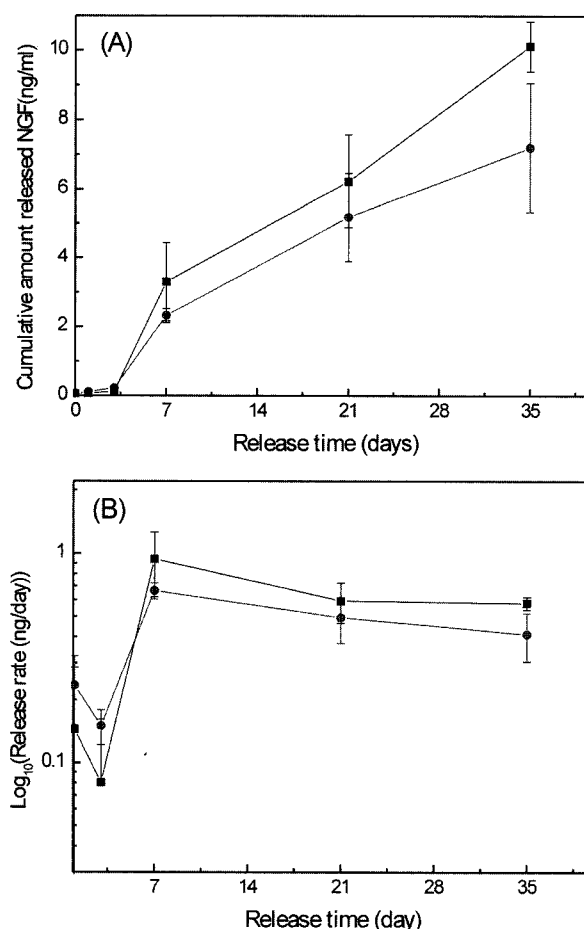 (A)
Cumulative amount released NGF(ng/ml)
10
8
6
4
2
0
0 7 14 21 28 35
Release time (days)
(B)
Log10(Release rate (ng/day))
1
0.1
7 14 21 28 35
Release time (day)